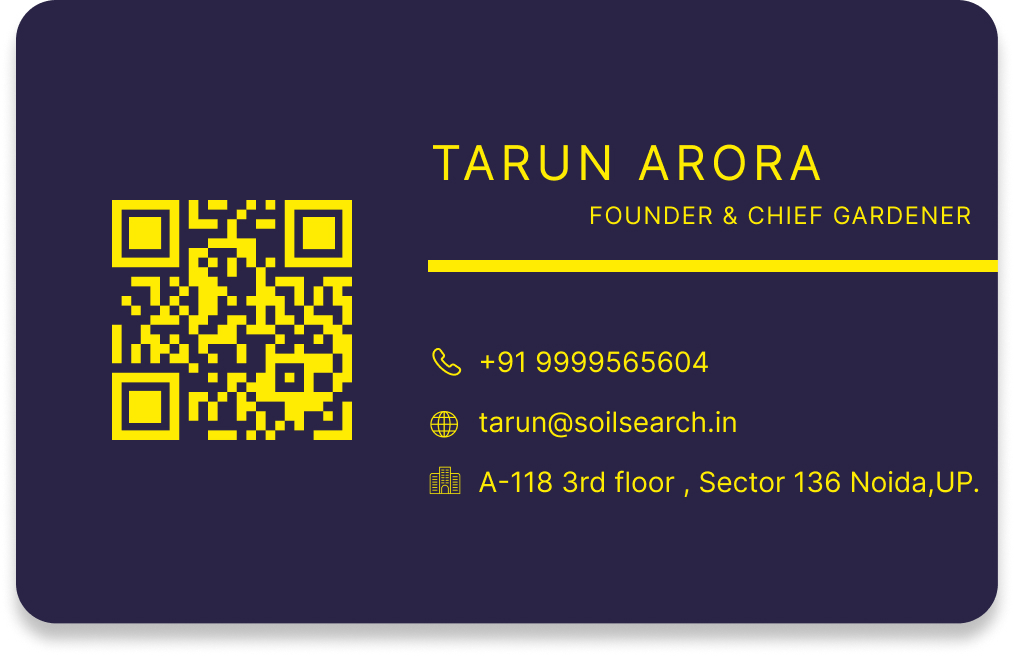 TARUN ARORA
FOUNDER & CHIEF GARDENER
+91 9999565604
tarun@soilsearch.in
A-118 3rd floor , Sector 136 Noida,UP.